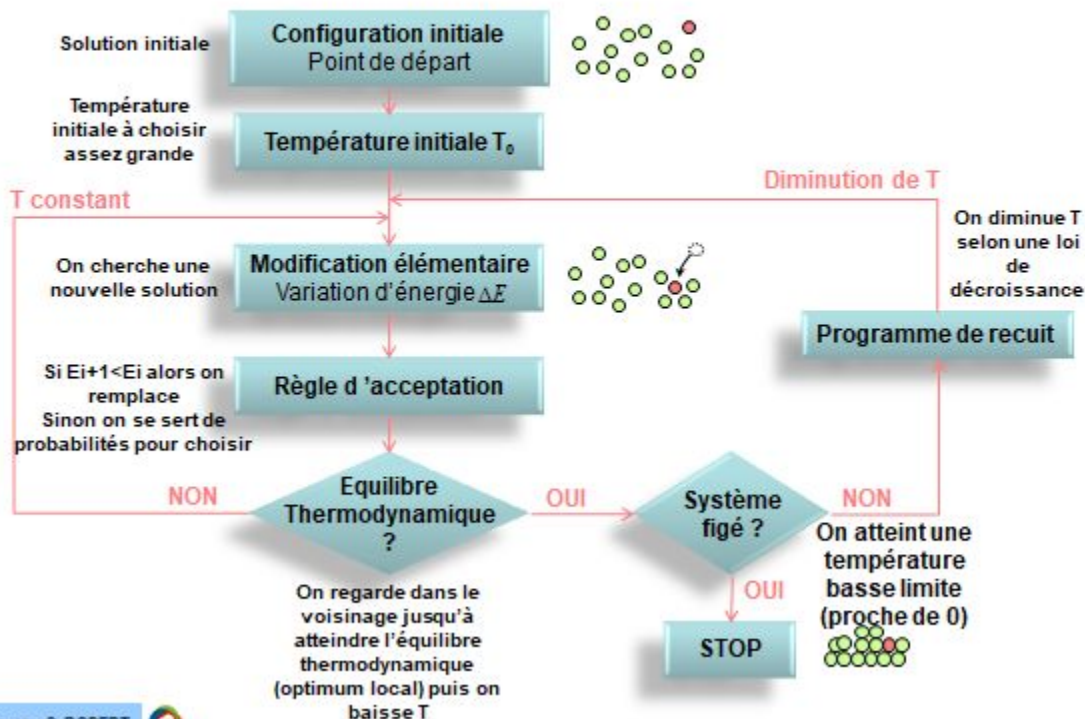 Solution initiale
Configuration initiale
Point de départ
Température
initiale à choisir
assez grande
Température initiale T₀
T constant
Diminution de T
On cherche une
nouvelle solution
Modification élémentaire
Variation d'énergie ΔE
On diminue T
selon une loi
de
décroissance
Programme de recuit
Si Ei+1<Ei alors on
remplace
Sinon on se sert de
probabilités pour choisir
Règle d 'acceptation
NON
Equilibre
Thermodynamique
?
OUI
Système
figé ?
NON
On atteint une
température
basse limite
(proche de 0)
OUI
STOP
On regarde dans le
voisinage jusqu'à
atteindre l'équilibre
thermodynamique
(optimum local) puis on
baisse T